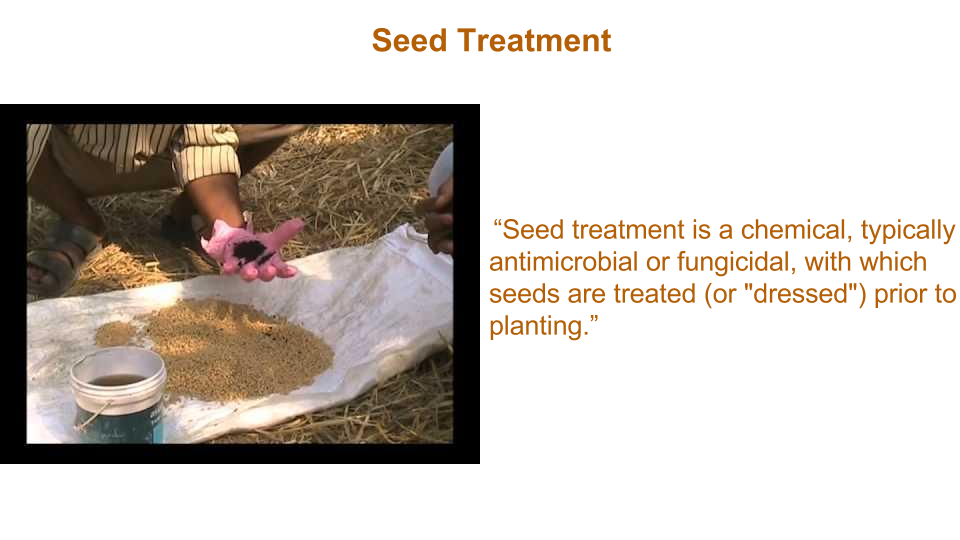 Seed Treatment
“Seed treatment is a chemical, typically
antimicrobial or fungicidal, with which
seeds are treated (or "dressed") prior to
planting.”